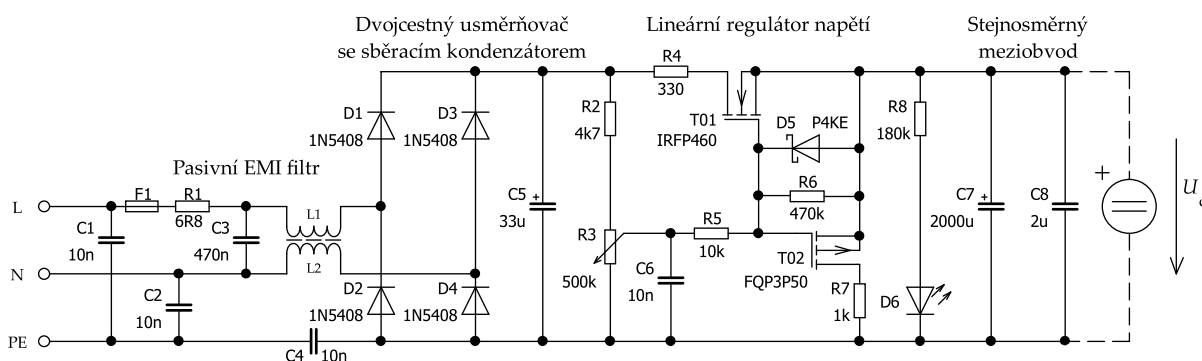 Dvojcestný usměrňovač
se sběracím kondenzátorem
Lineární regulátor napětí
Stejnosměrný
meziobvod
Pasivní EMI filtr
R4
330
T01
IRFP460
D1
1N5408
D3
1N5408
R2
4k7
D5
P4KE
R8
180k
L
F1
R1
6R8
L1
L2
C1
10n
C3
470n
C5
+
33u
R6
470k
C7
+
2000u
C8
2u
+
U
R3
500k
R5
10k
N
C2
10n
D2
1N5408
D4
1N5408
C6
10n
T02
FQP3P50
R7
1k
D6
PE
C4
10n